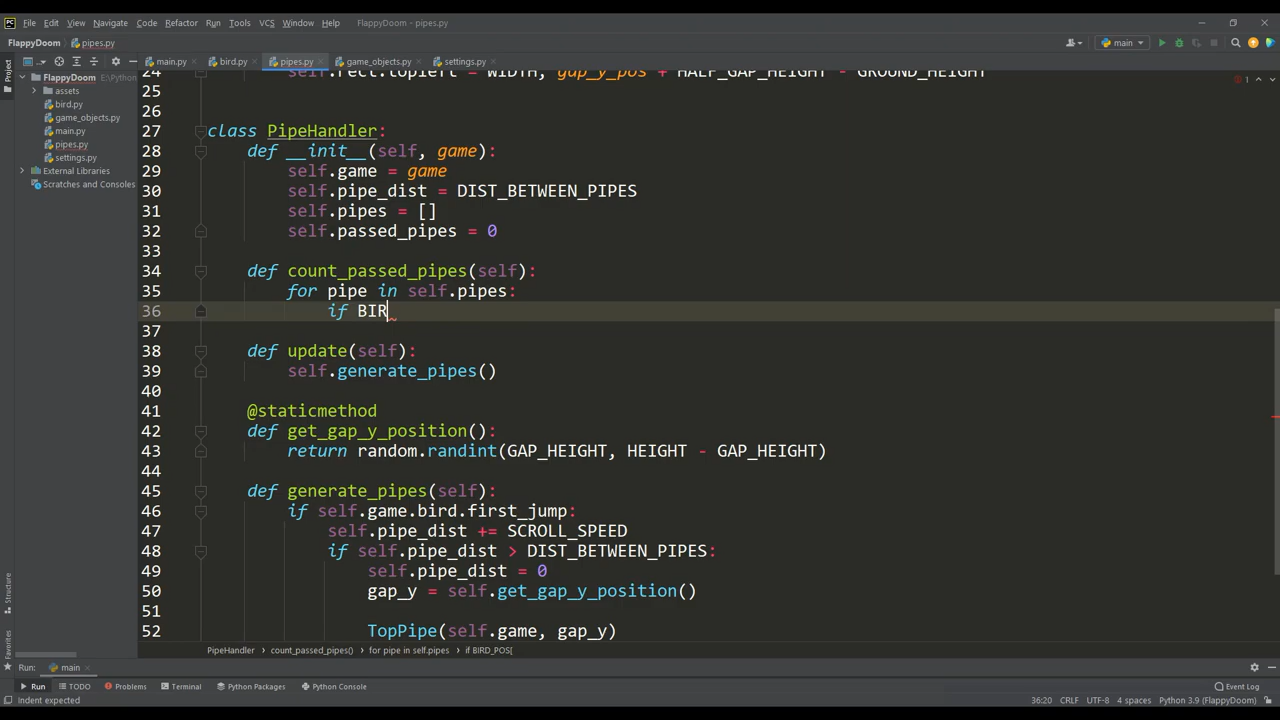 PC File Edit View Navigate Code Refactor Run Tools VCS Window Help FlappyDoom - pipes.py
FlappyDoom pipes.py main
main.py bird.py pipes.py game_objects.py settings.py
Project
FlappyDoom E:\Python
assets
bird.py
game_objects.py
main.py
pipes.py
settings.py
External Libraries
Scratches and Consoles
24 self.rect.topleft = WIDTH, gap_y_pos + HALF_GAP_HEIGHT - GROUND_HEIGHT
25
26
27 class PipeHandler:
28 def __init__(self, game):
29 self.game = game
30 self.pipe_dist = DIST_BETWEEN_PIPES
31 self.pipes = []
32 self.passed_pipes = 0
33
34 def count_passed_pipes(self):
35 for pipe in self.pipes:
36 if BIR
37
38 def update(self):
39 self.generate_pipes()
40
41 @staticmethod
42 def get_gap_y_position():
43 return random.randint(GAP_HEIGHT, HEIGHT - GAP_HEIGHT)
44
45 def generate_pipes(self):
46 if self.game.bird.first_jump:
47 self.pipe_dist += SCROLL_SPEED
48 if self.pipe_dist > DIST_BETWEEN_PIPES:
49 self.pipe_dist = 0
50 gap_y = self.get_gap_y_position()
51
52 TopPipe(self.game, gap_y)
1
Structure
Favorites
PipeHandler count_passed_pipes() for pipe in self.pipes if BIRD_POS[
Run: main
Run TODO Problems Terminal Python Packages Python Console Event Log
Indent expected 36:20 CRLF UTF-8 4 spaces Python 3.9 (FlappyDoom)